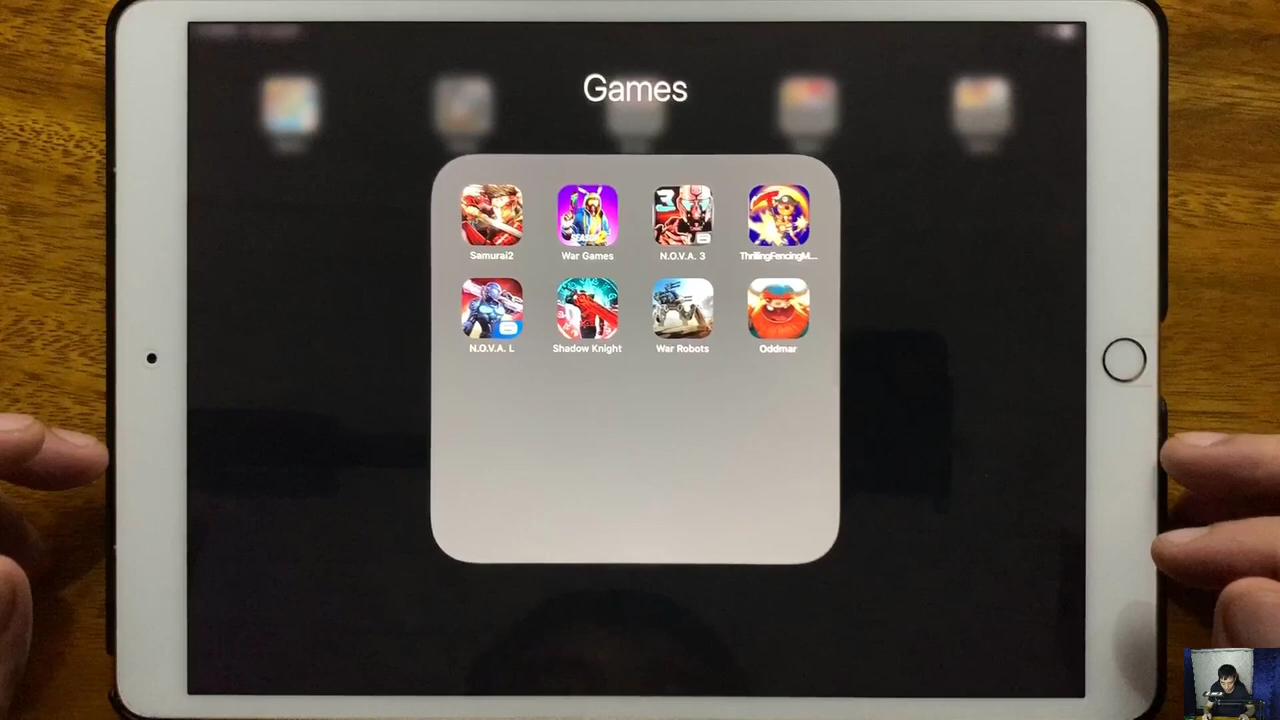 Games
Samurai2
War Games
N.O.V.A. 3
ThrillingFencingM...
N.O.V.A. L
Shadow Knight
War Robots
Oddmar